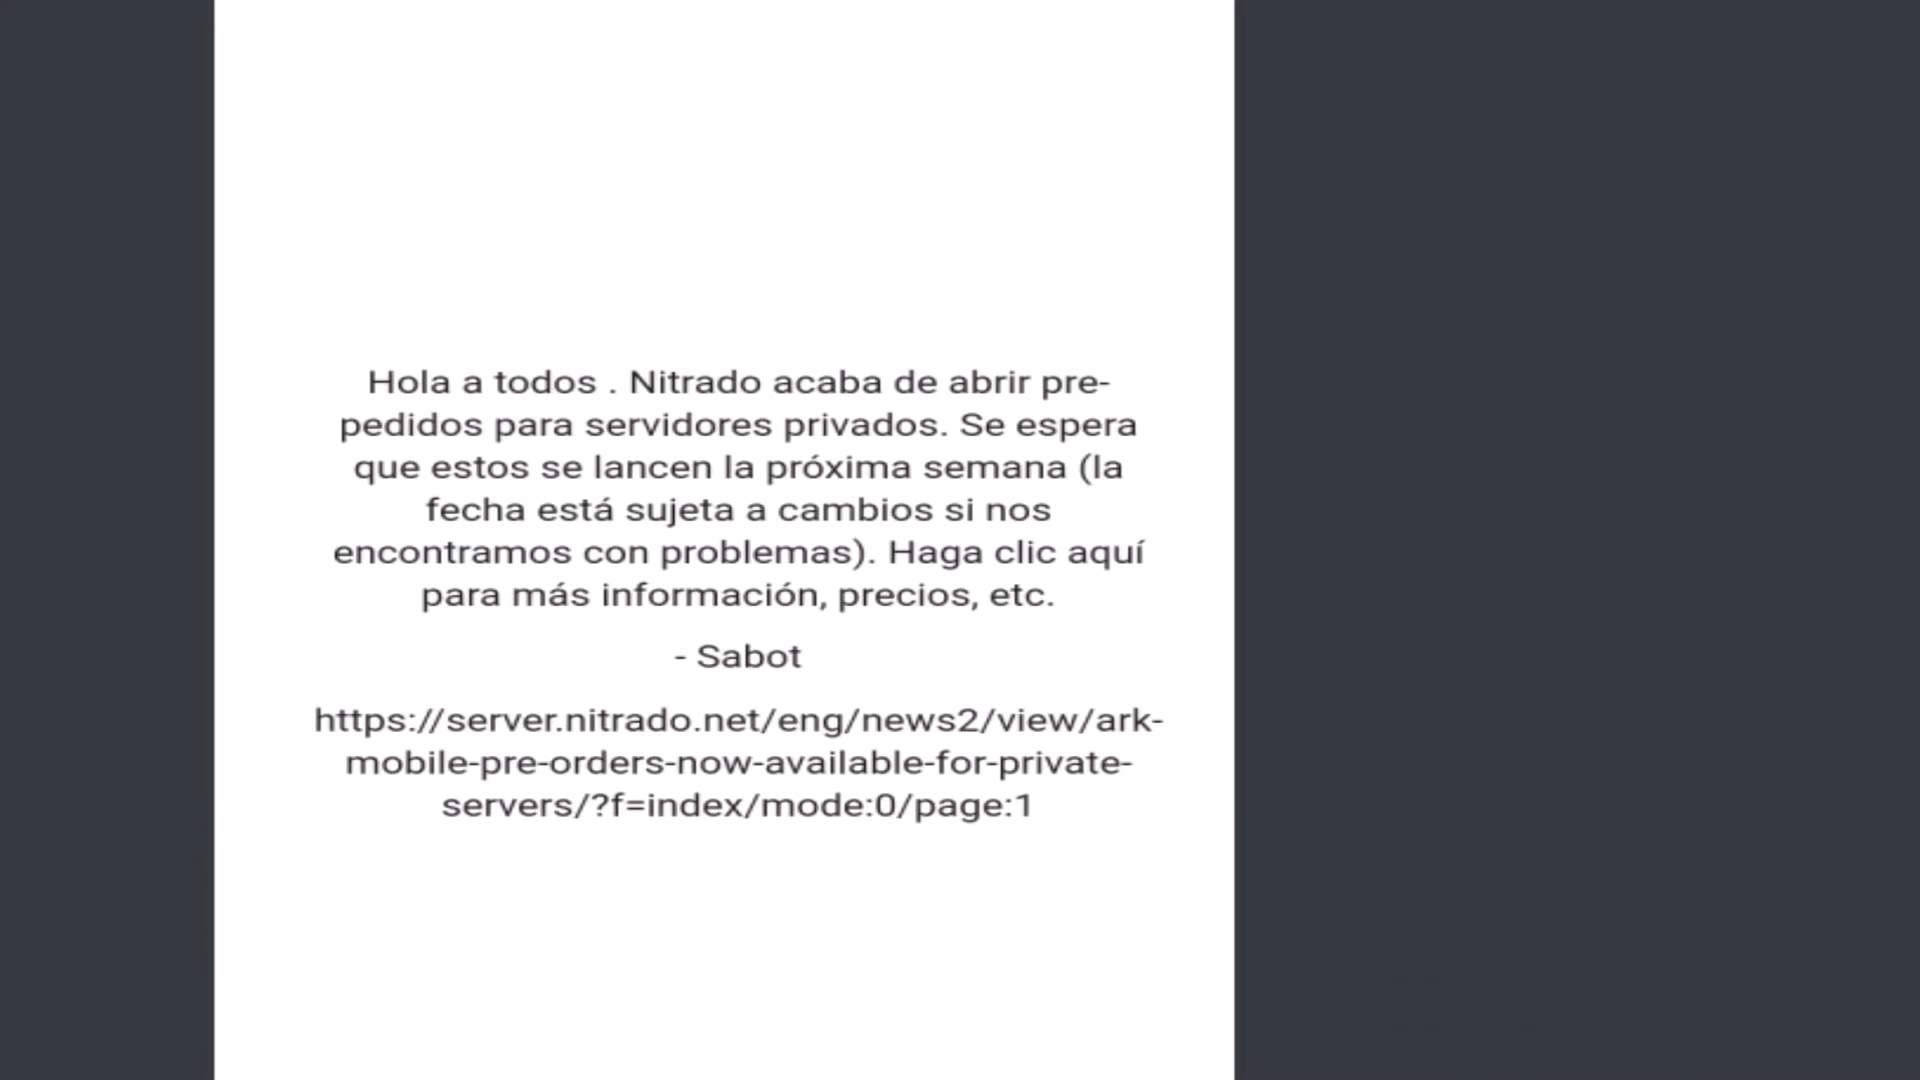 Hola a todos . Nitrado acaba de abrir pre-
pedidos para servidores privados. Se espera
que estos se lancen la próxima semana (la
fecha está sujeta a cambios si nos
encontramos con problemas). Haga clic aquí
para más información, precios, etc.
- Sabot
https://server.nitrado.net/eng/news2/view/ark-
mobile-pre-orders-now-available-for-private-
servers/?f=index/mode:0/page:1